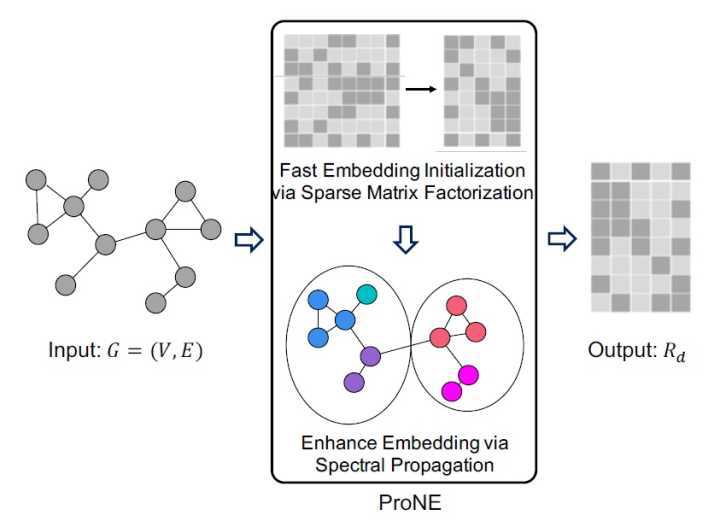 Fast Embedding Initialization
via Sparse Matrix Factorization
Input: G = (V, E)
Output: R_d
Enhance Embedding via
Spectral Propagation
ProNE